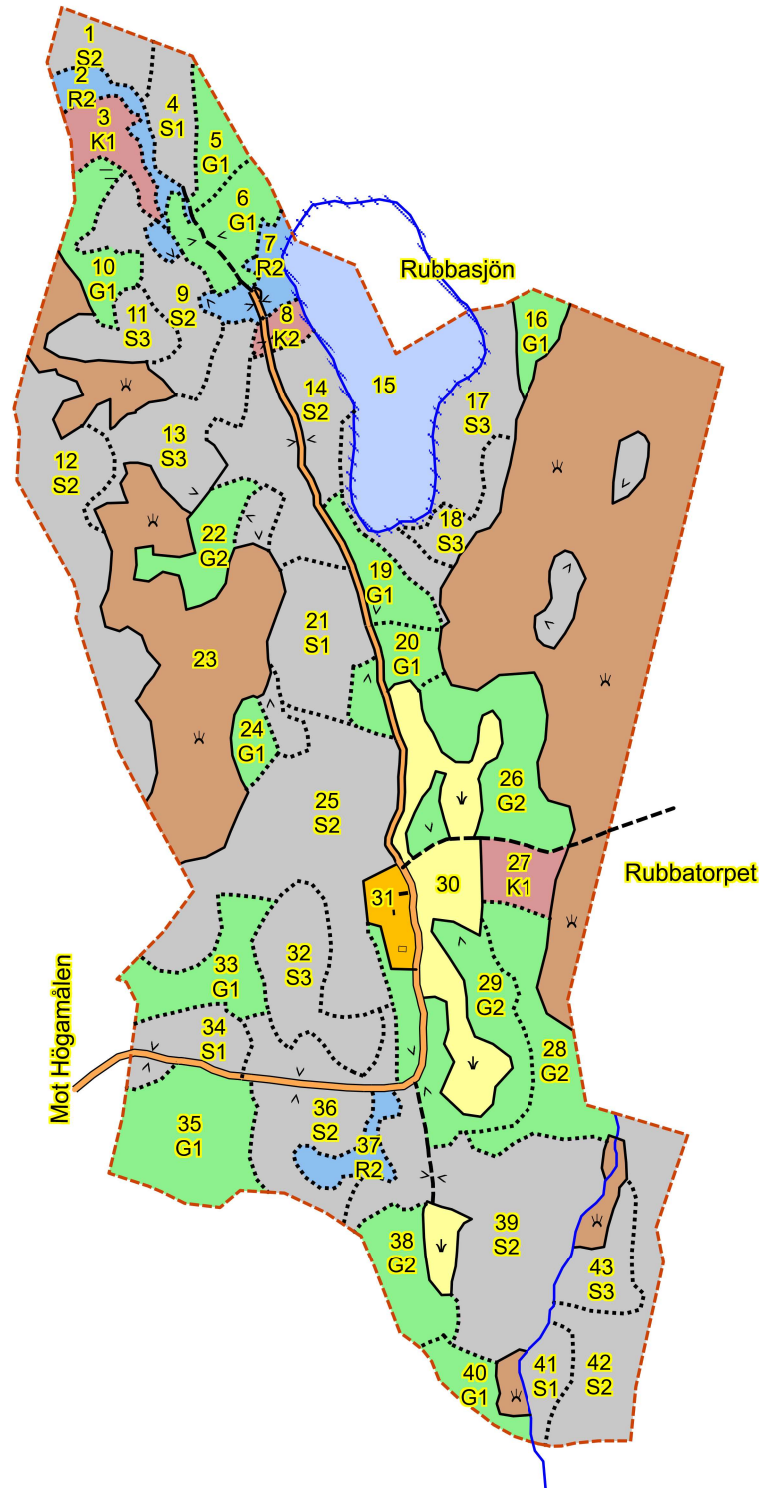 1
S2
2
R2
3
K1
4
S1
5
G1
6
G1
7
R2
Rubbasjön
10
G1
9
S2
11
S3
8
K2
16
G1
14
S2
15
17
S3
12
S2
13
S3
18
S3
22
G2
19
G1
21
S1
20
G1
23
24
G1
26
G2
25
S2
27
K1
Rubbatorpet
30
31
32
S3
33
G1
29
G2
34
S1
28
G2
Mot Högamålen
35
G1
36
S2
37
R2
38
G2
39
S2
43
S3
40
G1
41
S1
42
S2